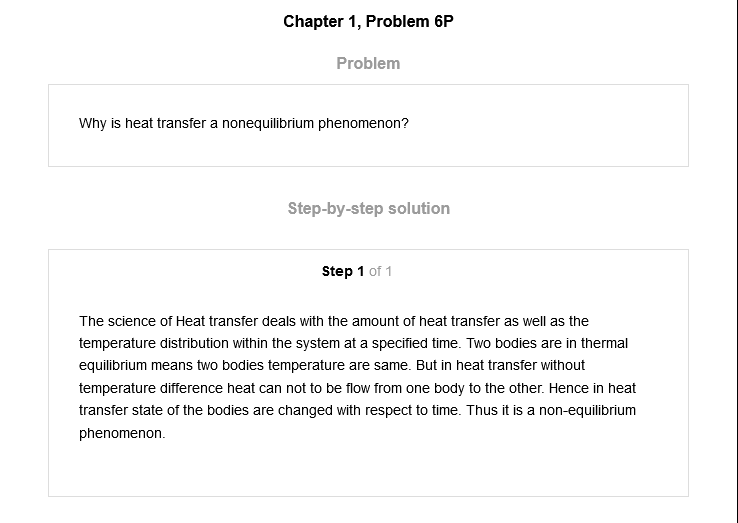 Chapter 1, Problem 6P
Problem
Why is heat transfer a nonequilibrium phenomenon?
Step-by-step solution
Step 1 of 1
The science of Heat transfer deals with the amount of heat transfer as well as the
temperature distribution within the system at a specified time. Two bodies are in thermal
equilibrium means two bodies temperature are same. But in heat transfer without
temperature difference heat can not to be flow from one body to the other. Hence in heat
transfer state of the bodies are changed with respect to time. Thus it is a non-equilibrium
phenomenon.